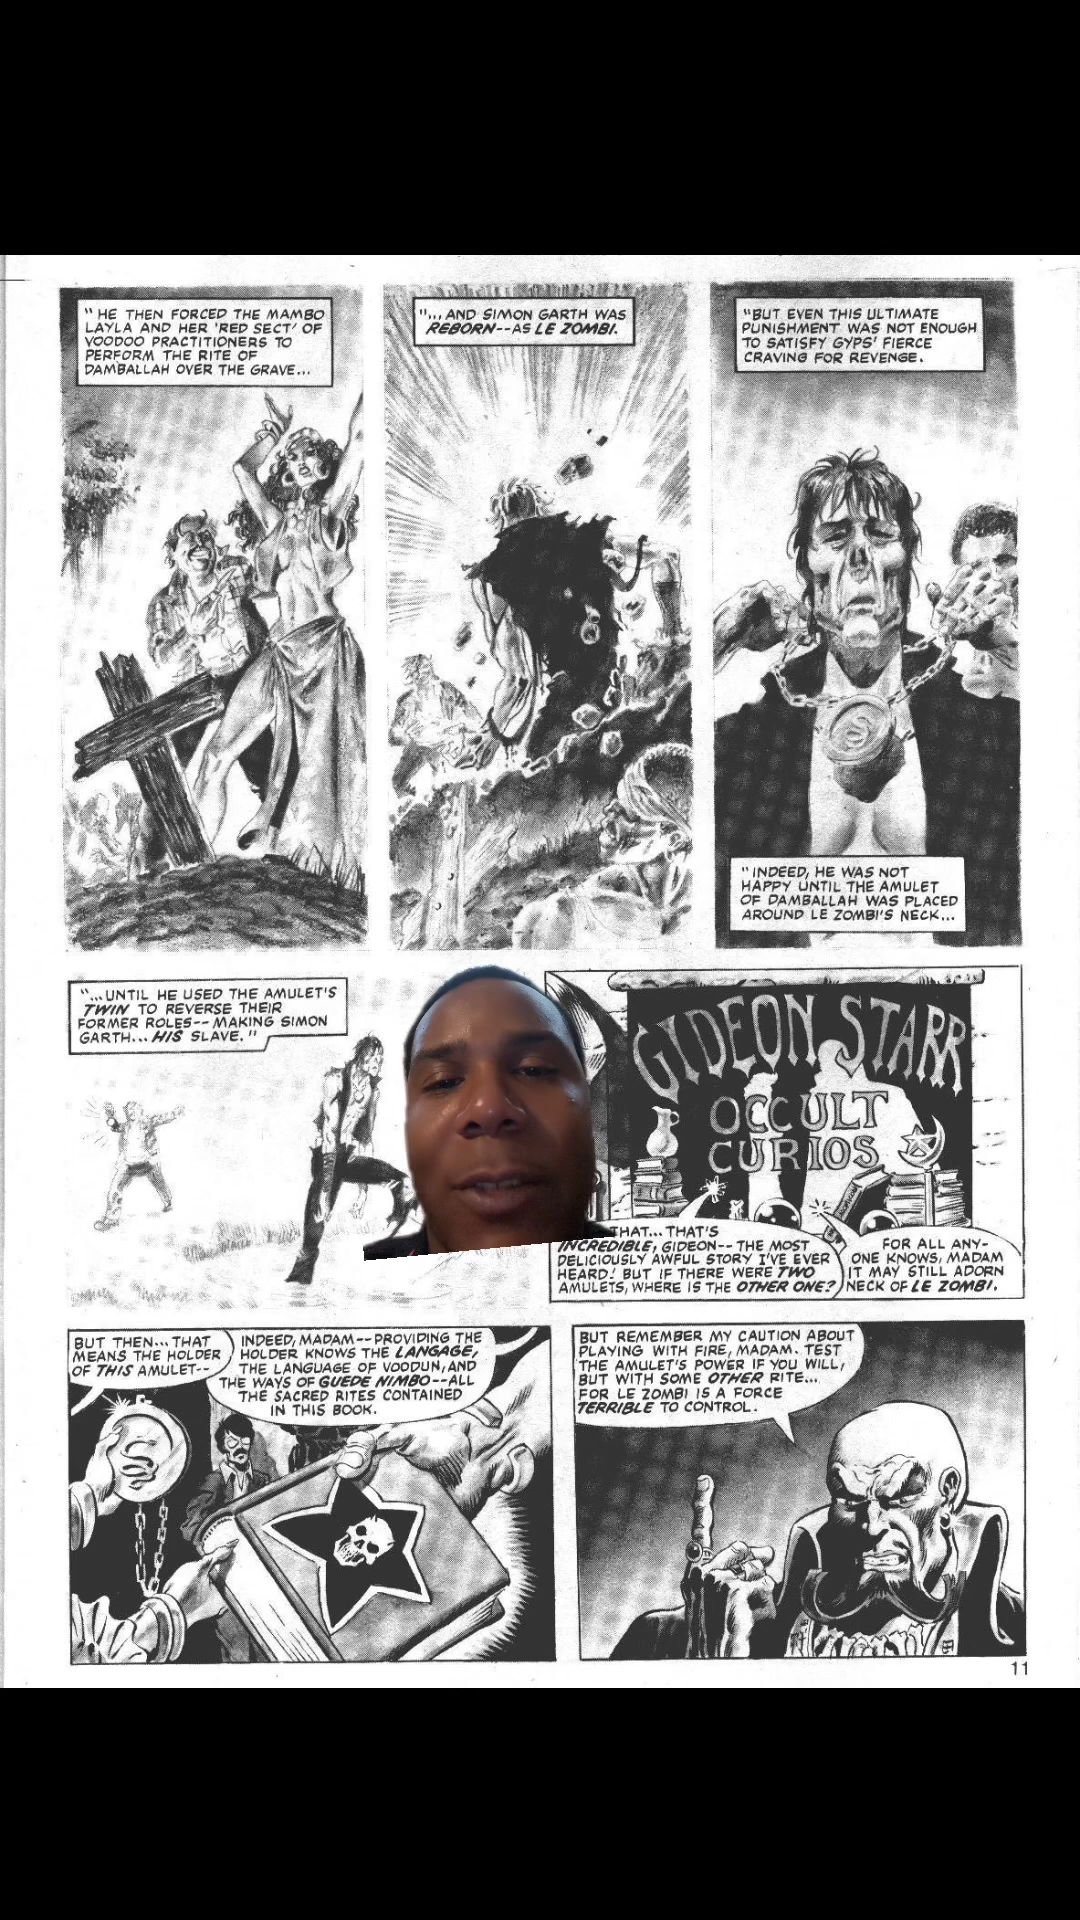 "HE THEN FORCED THE MAMBO
LAYLA AND HER 'RED SECT' OF
VOODOO PRACTITIONERS TO
PERFORM THE RITE OF
DAMBALLAH OVER THE GRAVE...
"...AND SIMON GARTH WAS
REBORN--AS LE ZOMBI.
"BUT EVEN THIS ULTIMATE
PUNISHMENT WAS NOT ENOUGH
TO SATISFY GYPS' FIERCE
CRAVING FOR REVENGE.
"INDEED, HE WAS NOT
HAPPY UNTIL THE AMULET
OF DAMBALLAH WAS PLACED
AROUND LE ZOMBI'S NECK...
"...UNTIL HE USED THE AMULET'S
TWIN TO REVERSE THEIR
FORMER ROLES--MAKING SIMON
GARTH...HIS SLAVE."
GIDEON STARR
OCCULT
CURIOS
THAT... THAT'S
INCREDIBLE, GIDEON--THE MOST
DELICIOUSLY AWFUL STORY I'VE EVER
HEARD! BUT IF THERE WERE TWO
AMULETS, WHERE IS THE OTHER ONE?
FOR ALL ANY-
ONE KNOWS, MADAM
IT MAY STILL ADORN
NECK OF LE ZOMBI.
BUT THEN...THAT
MEANS THE HOLDER
OF THIS AMULET--
INDEED, MADAM--PROVIDING THE
HOLDER KNOWS THE LANGAGE,
THE LANGUAGE OF VOODUN, AND
THE WAYS OF GUEDE NIMBO--ALL
THE SACRED RITES CONTAINED
IN THIS BOOK.
BUT REMEMBER MY CAUTION ABOUT
PLAYING WITH FIRE, MADAM. TEST
THE AMULET'S POWER IF YOU WILL,
BUT WITH SOME OTHER RITE...
FOR LE ZOMBI IS A FORCE
TERRIBLE TO CONTROL.
11